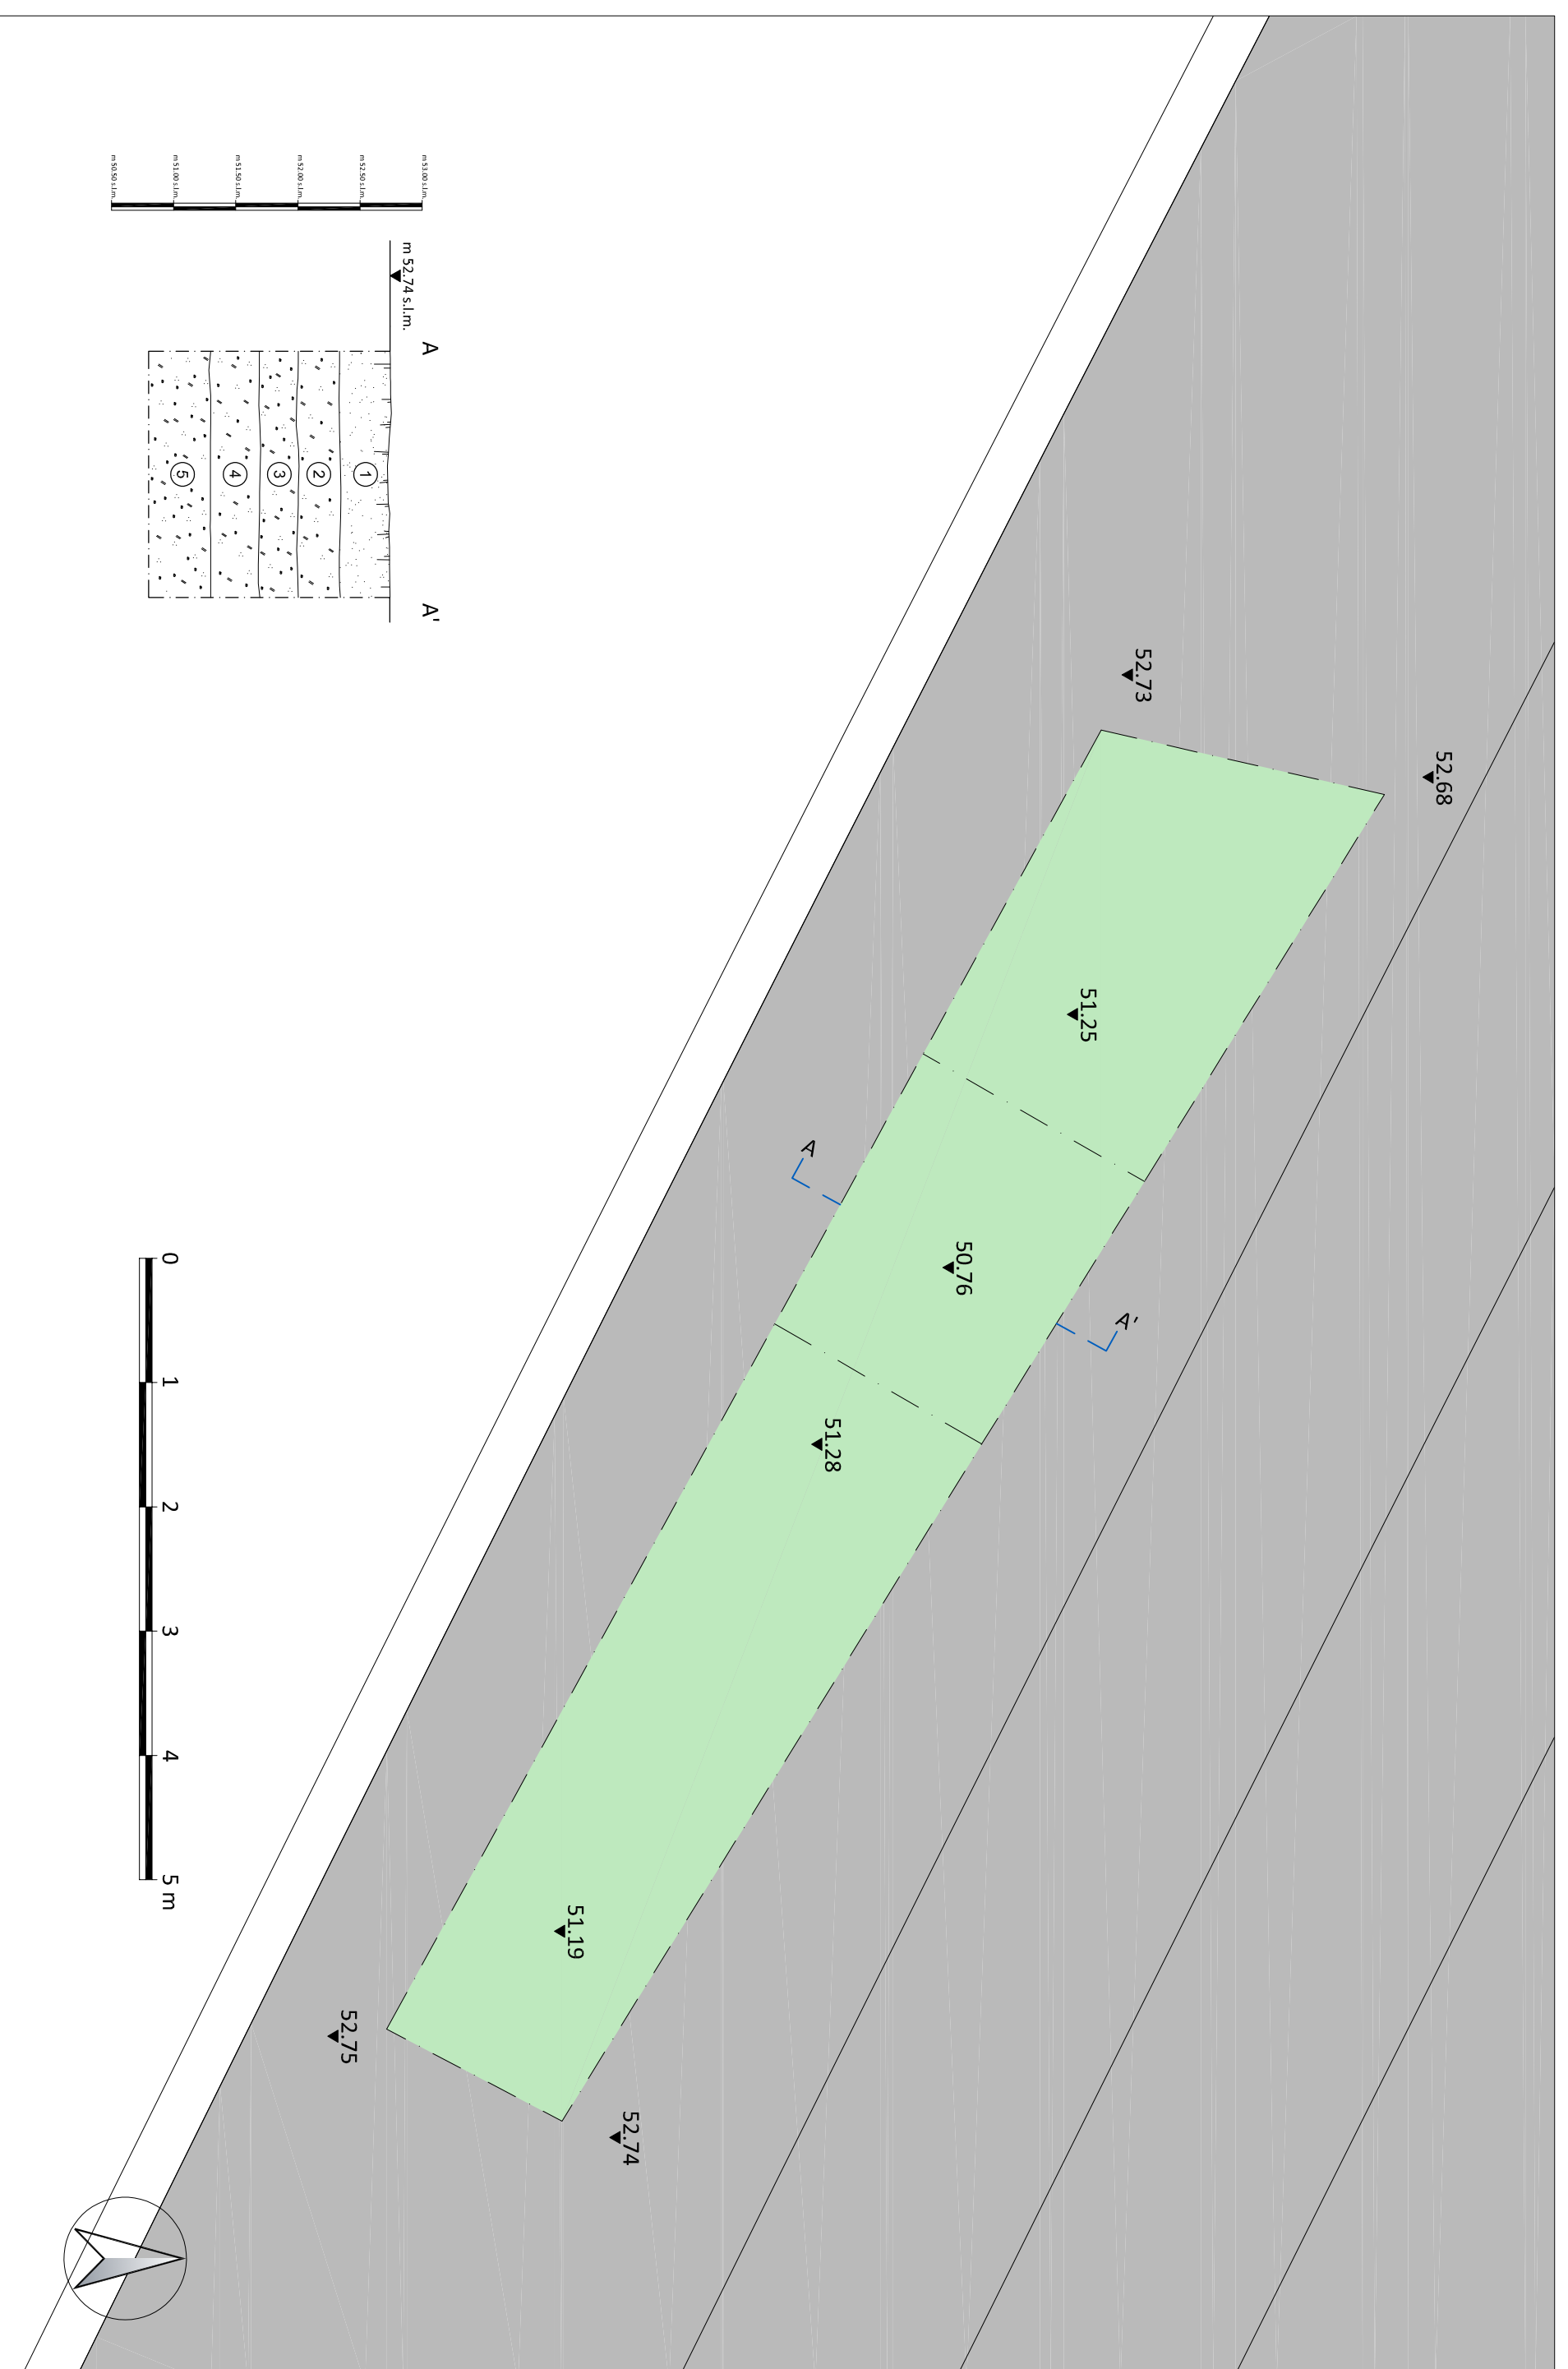 52.68
52.73
51.25
A'
50.76
A
51.28
51.19
52.74
52.75
A
A'
m 52.74 s.l.m.
m 53.00 s.l.m.
m 52.50 s.l.m.
m 52.00 s.l.m.
m 51.50 s.l.m.
m 51.00 s.l.m.
m 50.50 s.l.m.
1
2
3
4
5
0 1 2 3 4 5 m